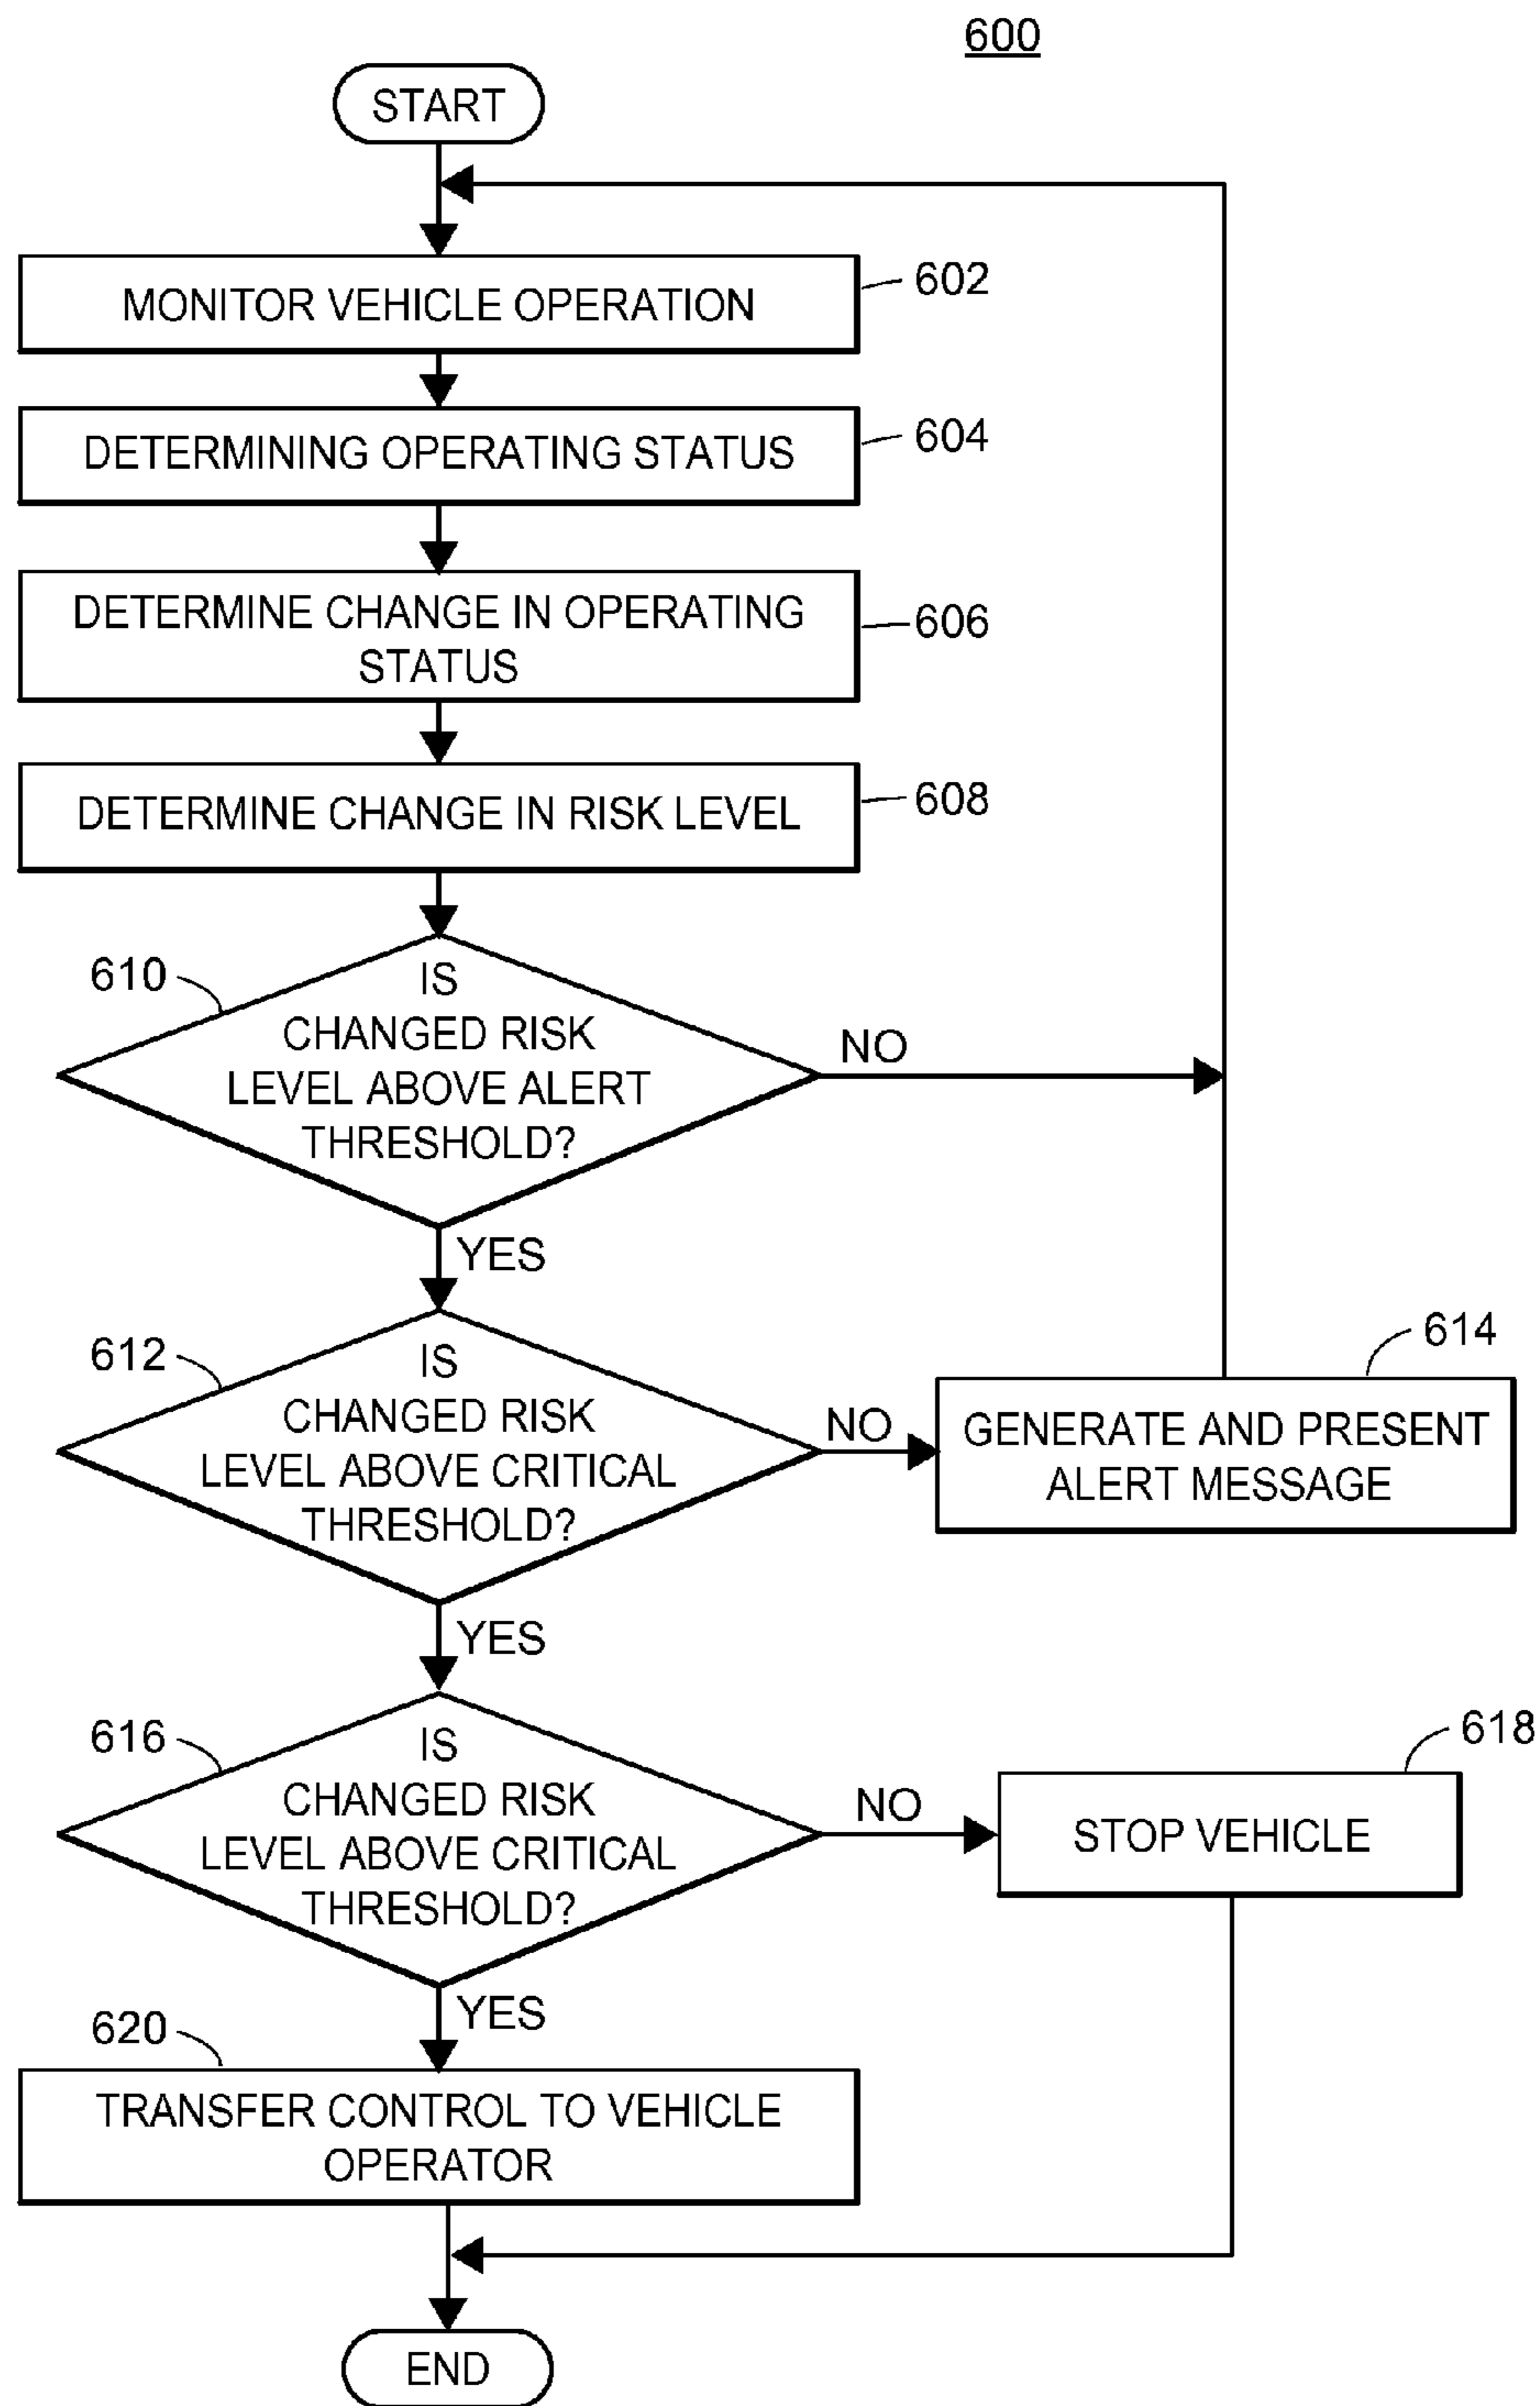 600
START
MONITOR VEHICLE OPERATION
602
DETERMINING OPERATING STATUS
604
DETERMINE CHANGE IN OPERATING
STATUS
606
DETERMINE CHANGE IN RISK LEVEL
608
610
IS
CHANGED RISK
LEVEL ABOVE ALERT
THRESHOLD?
NO
YES
612
IS
CHANGED RISK
LEVEL ABOVE CRITICAL
THRESHOLD?
NO
614
GENERATE AND PRESENT
ALERT MESSAGE
YES
616
IS
CHANGED RISK
LEVEL ABOVE CRITICAL
THRESHOLD?
NO
618
STOP VEHICLE
YES
620
TRANSFER CONTROL TO VEHICLE
OPERATOR
END